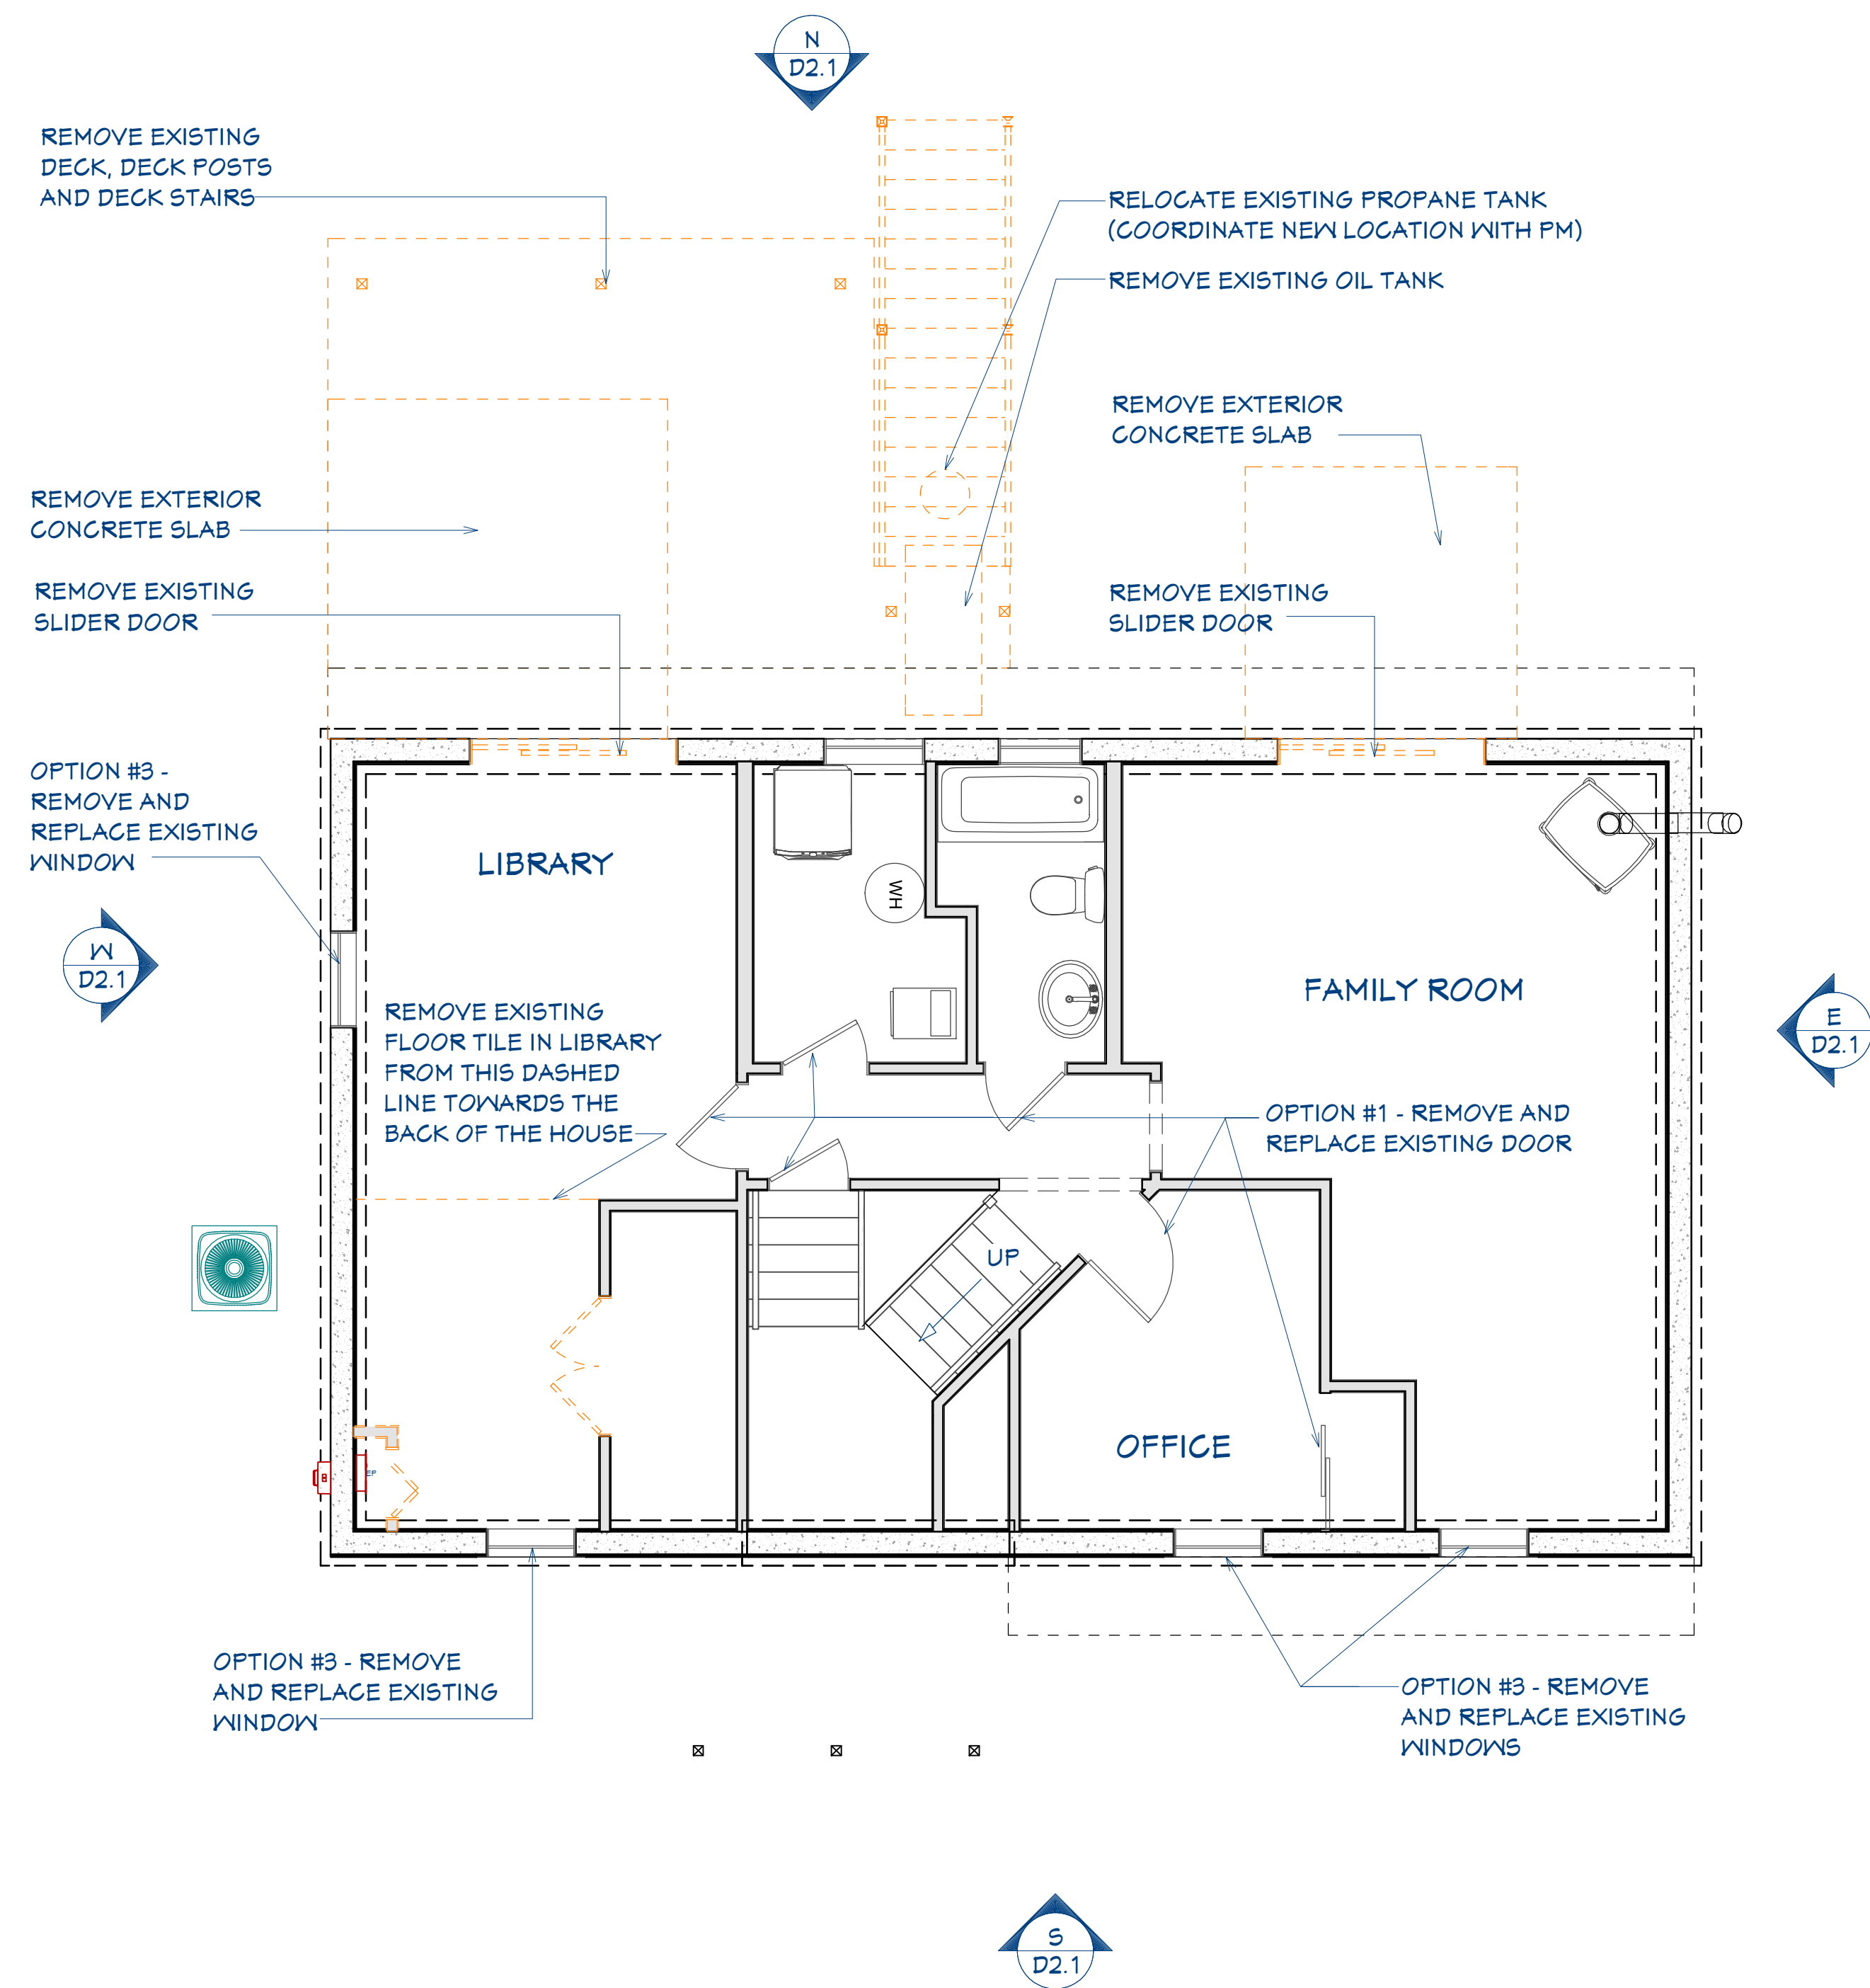 N
D2.1
REMOVE EXISTING
DECK, DECK POSTS
AND DECK STAIRS
RELOCATE EXISTING PROPANE TANK
(COORDINATE NEW LOCATION WITH PM)
REMOVE EXISTING OIL TANK
REMOVE EXTERIOR
CONCRETE SLAB
REMOVE EXTERIOR
CONCRETE SLAB
REMOVE EXISTING
SLIDER DOOR
REMOVE EXISTING
SLIDER DOOR
OPTION #3 -
REMOVE AND
REPLACE EXISTING
WINDOW
LIBRARY
WH
FAMILY ROOM
W
D2.1
E
D2.1
REMOVE EXISTING
FLOOR TILE IN LIBRARY
FROM THIS DASHED
LINE TOWARDS THE
BACK OF THE HOUSE
OPTION #1 - REMOVE AND
REPLACE EXISTING DOOR
UP
OFFICE
EP
OPTION #3 - REMOVE
AND REPLACE EXISTING
WINDOW
OPTION #3 - REMOVE
AND REPLACE EXISTING
WINDOWS
S
D2.1